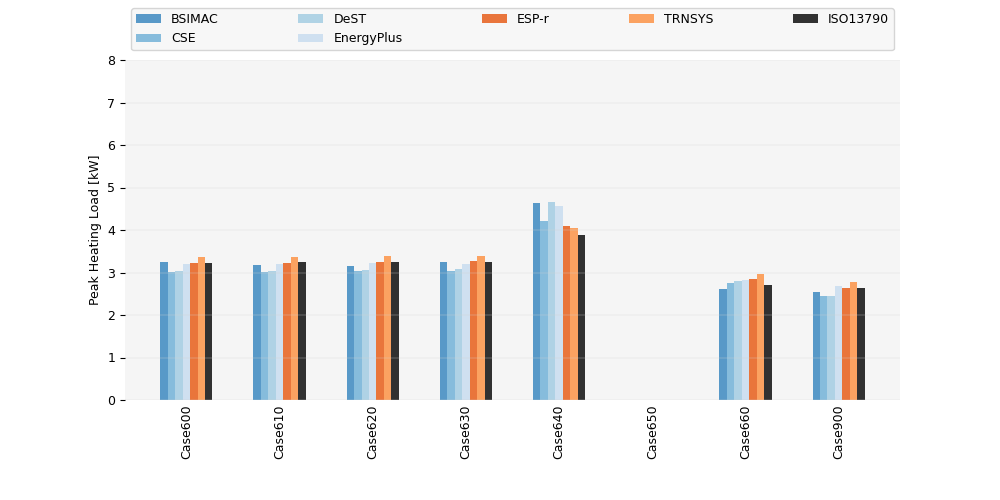 BSIMAC DeST ESP-r TRNSYS ISO13790
CSE EnergyPlus
8
7
6
5
4
3
2
1
0
Peak Heating Load [kW]
Case600 Case610 Case620 Case630 Case640 Case650 Case660 Case900